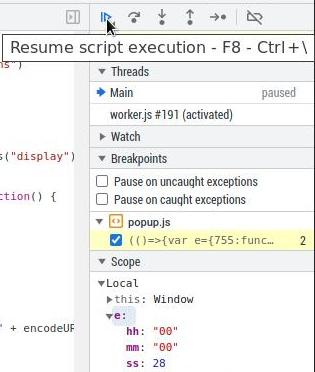 Resume script execution - F8 - Ctrl+\
s")
Threads
Main paused
worker.js #191 (activated)
s("display")
Watch
Breakpoints
Pause on uncaught exceptions
ction() {
Pause on caught exceptions
popup.js
(()=>{var e={755:func… 2
Scope
Local
this: Window
e:
" + encodeUR
hh: "00"
mm: "00"
ss: 28